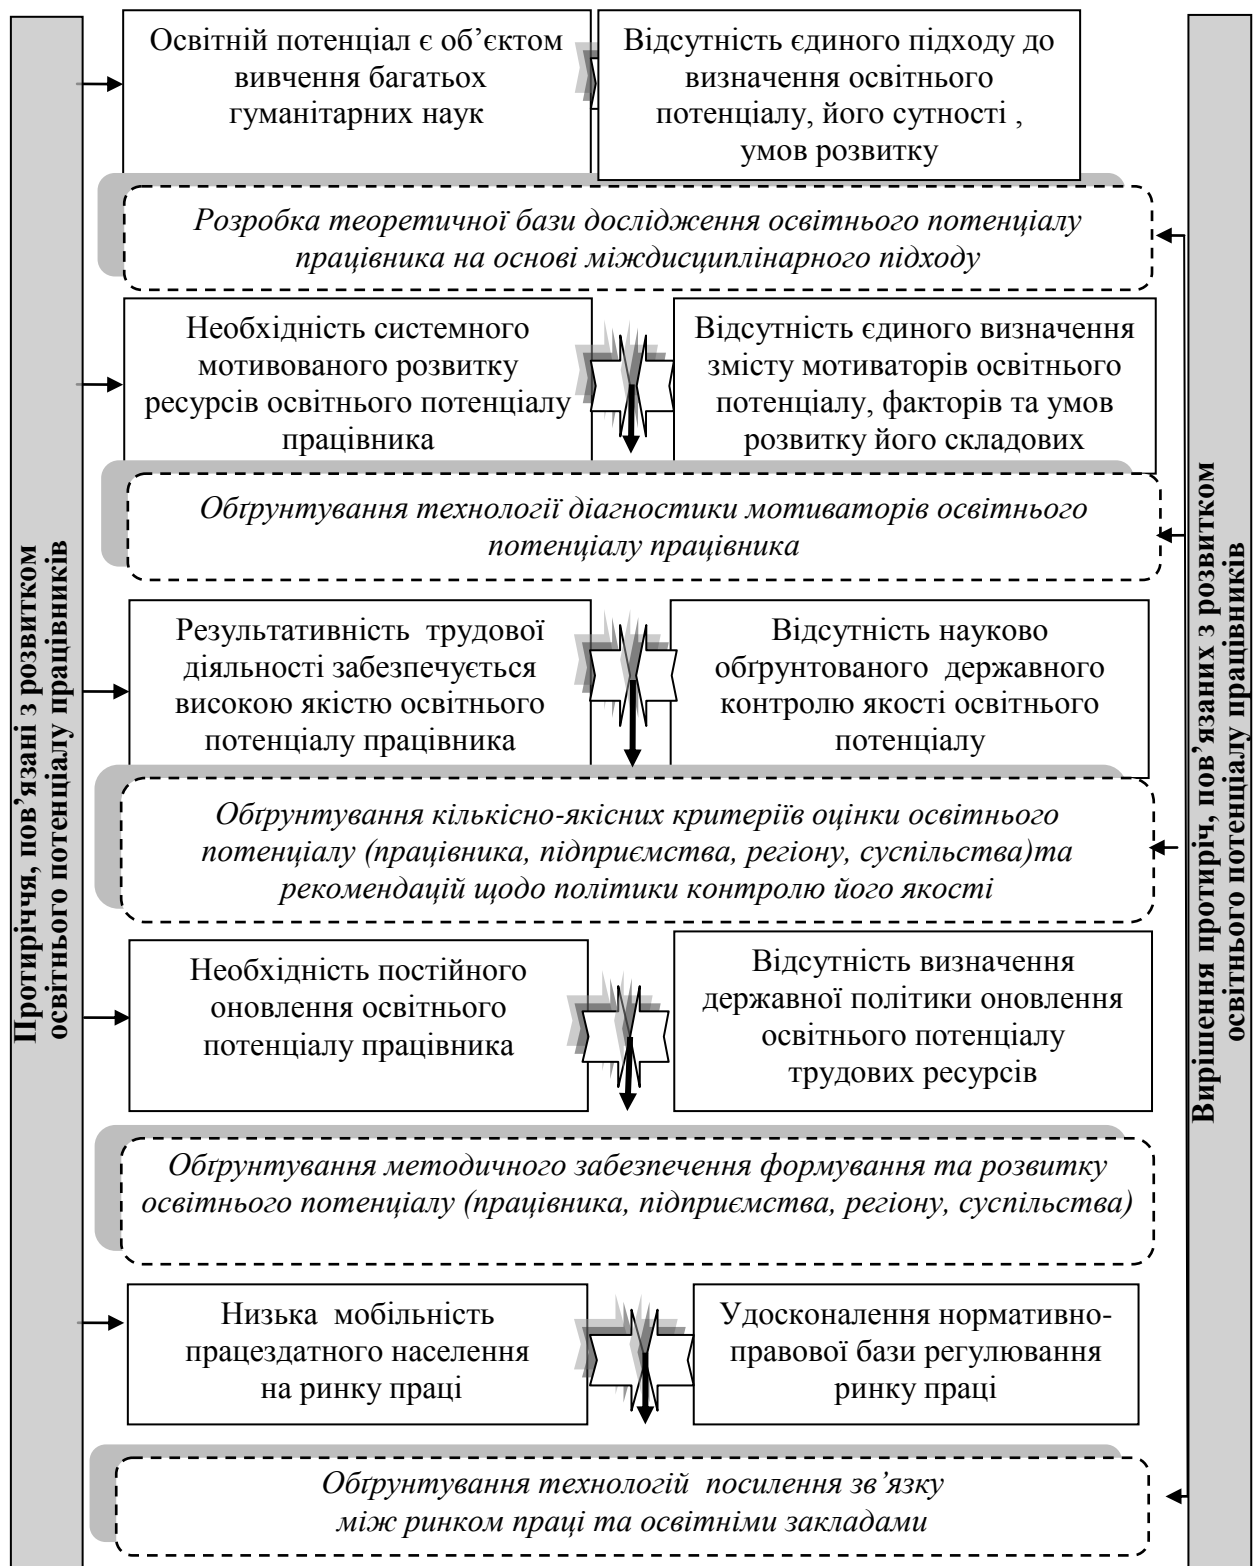 Протиріччя, пов’язані з розвитком
освітнього потенціалу працівників
Освітній потенціал є об’єктом
вивчення багатьох
гуманітарних наук
Відсутність єдиного підходу до
визначення освітнього
потенціалу, його сутності ,
умов розвитку
Розробка теоретичної бази дослідження освітнього потенціалу
працівника на основі міждисциплінарного підходу
Необхідність системного
мотивованого розвитку
ресурсів освітнього потенціалу
працівника
Відсутність єдиного визначення
змісту мотиваторів освітнього
потенціалу, факторів та умов
розвитку його складових
Обґрунтування технології діагностики мотиваторів освітнього
потенціалу працівника
Результативність трудової
діяльності забезпечується
високою якістю освітнього
потенціалу працівника
Відсутність науково
обґрунтованого державного
контролю якості освітнього
потенціалу
Обґрунтування кількісно-якісних критеріїв оцінки освітнього
потенціалу (працівника, підприємства, регіону, суспільства)та
рекомендацій щодо політики контролю його якості
Необхідність постійного
оновлення освітнього
потенціалу працівника
Відсутність визначення
державної політики оновлення
освітнього потенціалу
трудових ресурсів
Обґрунтування методичного забезпечення формування та розвитку
освітнього потенціалу (працівника, підприємства, регіону, суспільства)
Низька мобільність
працездатного населення
на ринку праці
Удосконалення нормативно-
правової бази регулювання
ринку праці
Обґрунтування технологій посилення зв’язку
між ринком праці та освітніми закладами
Вирішення протиріч, пов’язаних з розвитком
освітнього потенціалу працівників